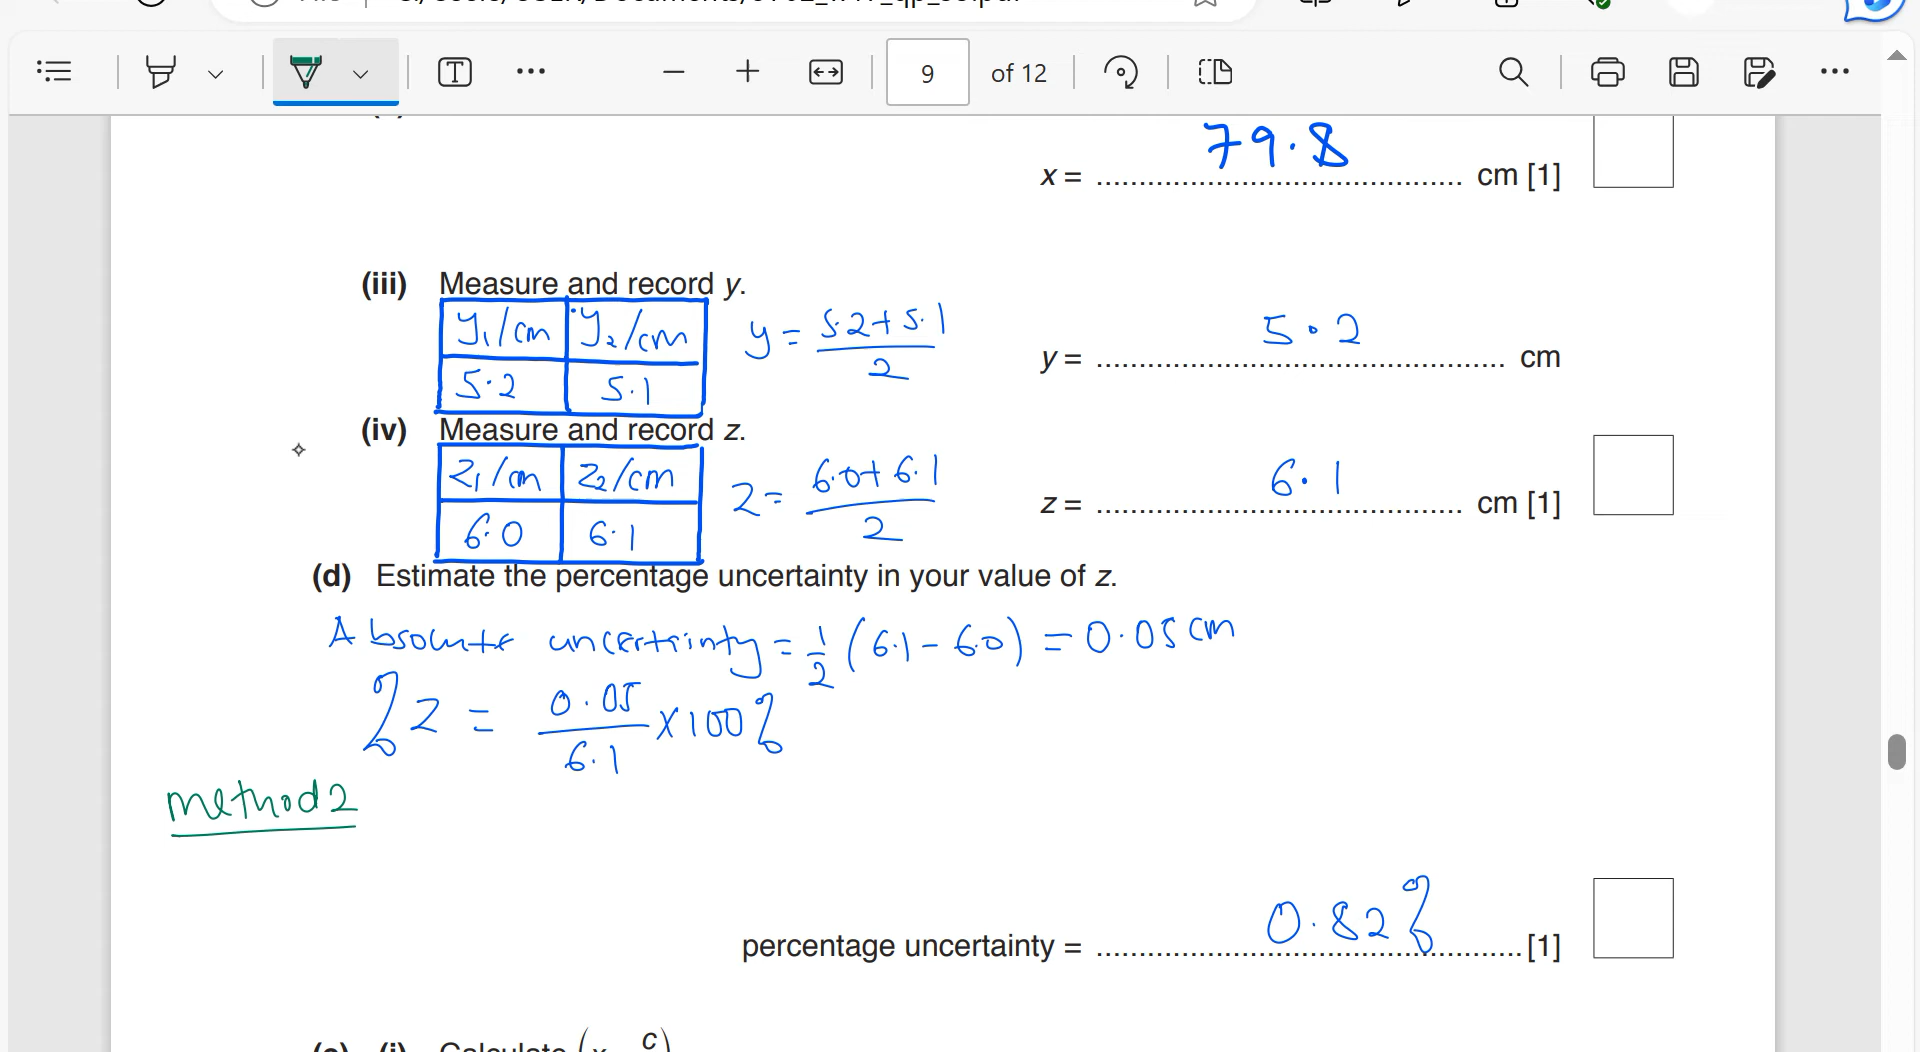 9 of 12
79.8
x = ........................................ cm [1]
(iii) Measure and record y.
y₁/cm y₂/cm
5.2 5.1
y = (5.2+5.1)/2
5.2
y = ........................................ cm
(iv) Measure and record z.
z₁/cm z₂/cm
6.0 6.1
z = (6.0+6.1)/2
6.1
z = ........................................ cm [1]
(d) Estimate the percentage uncertainty in your value of z.
Absolute uncertainty = 1/2 (6.1 - 6.0) = 0.05 cm
% z = 0.05/6.1 × 100%
method 2
0.82%
percentage uncertainty = ........................................ [1]